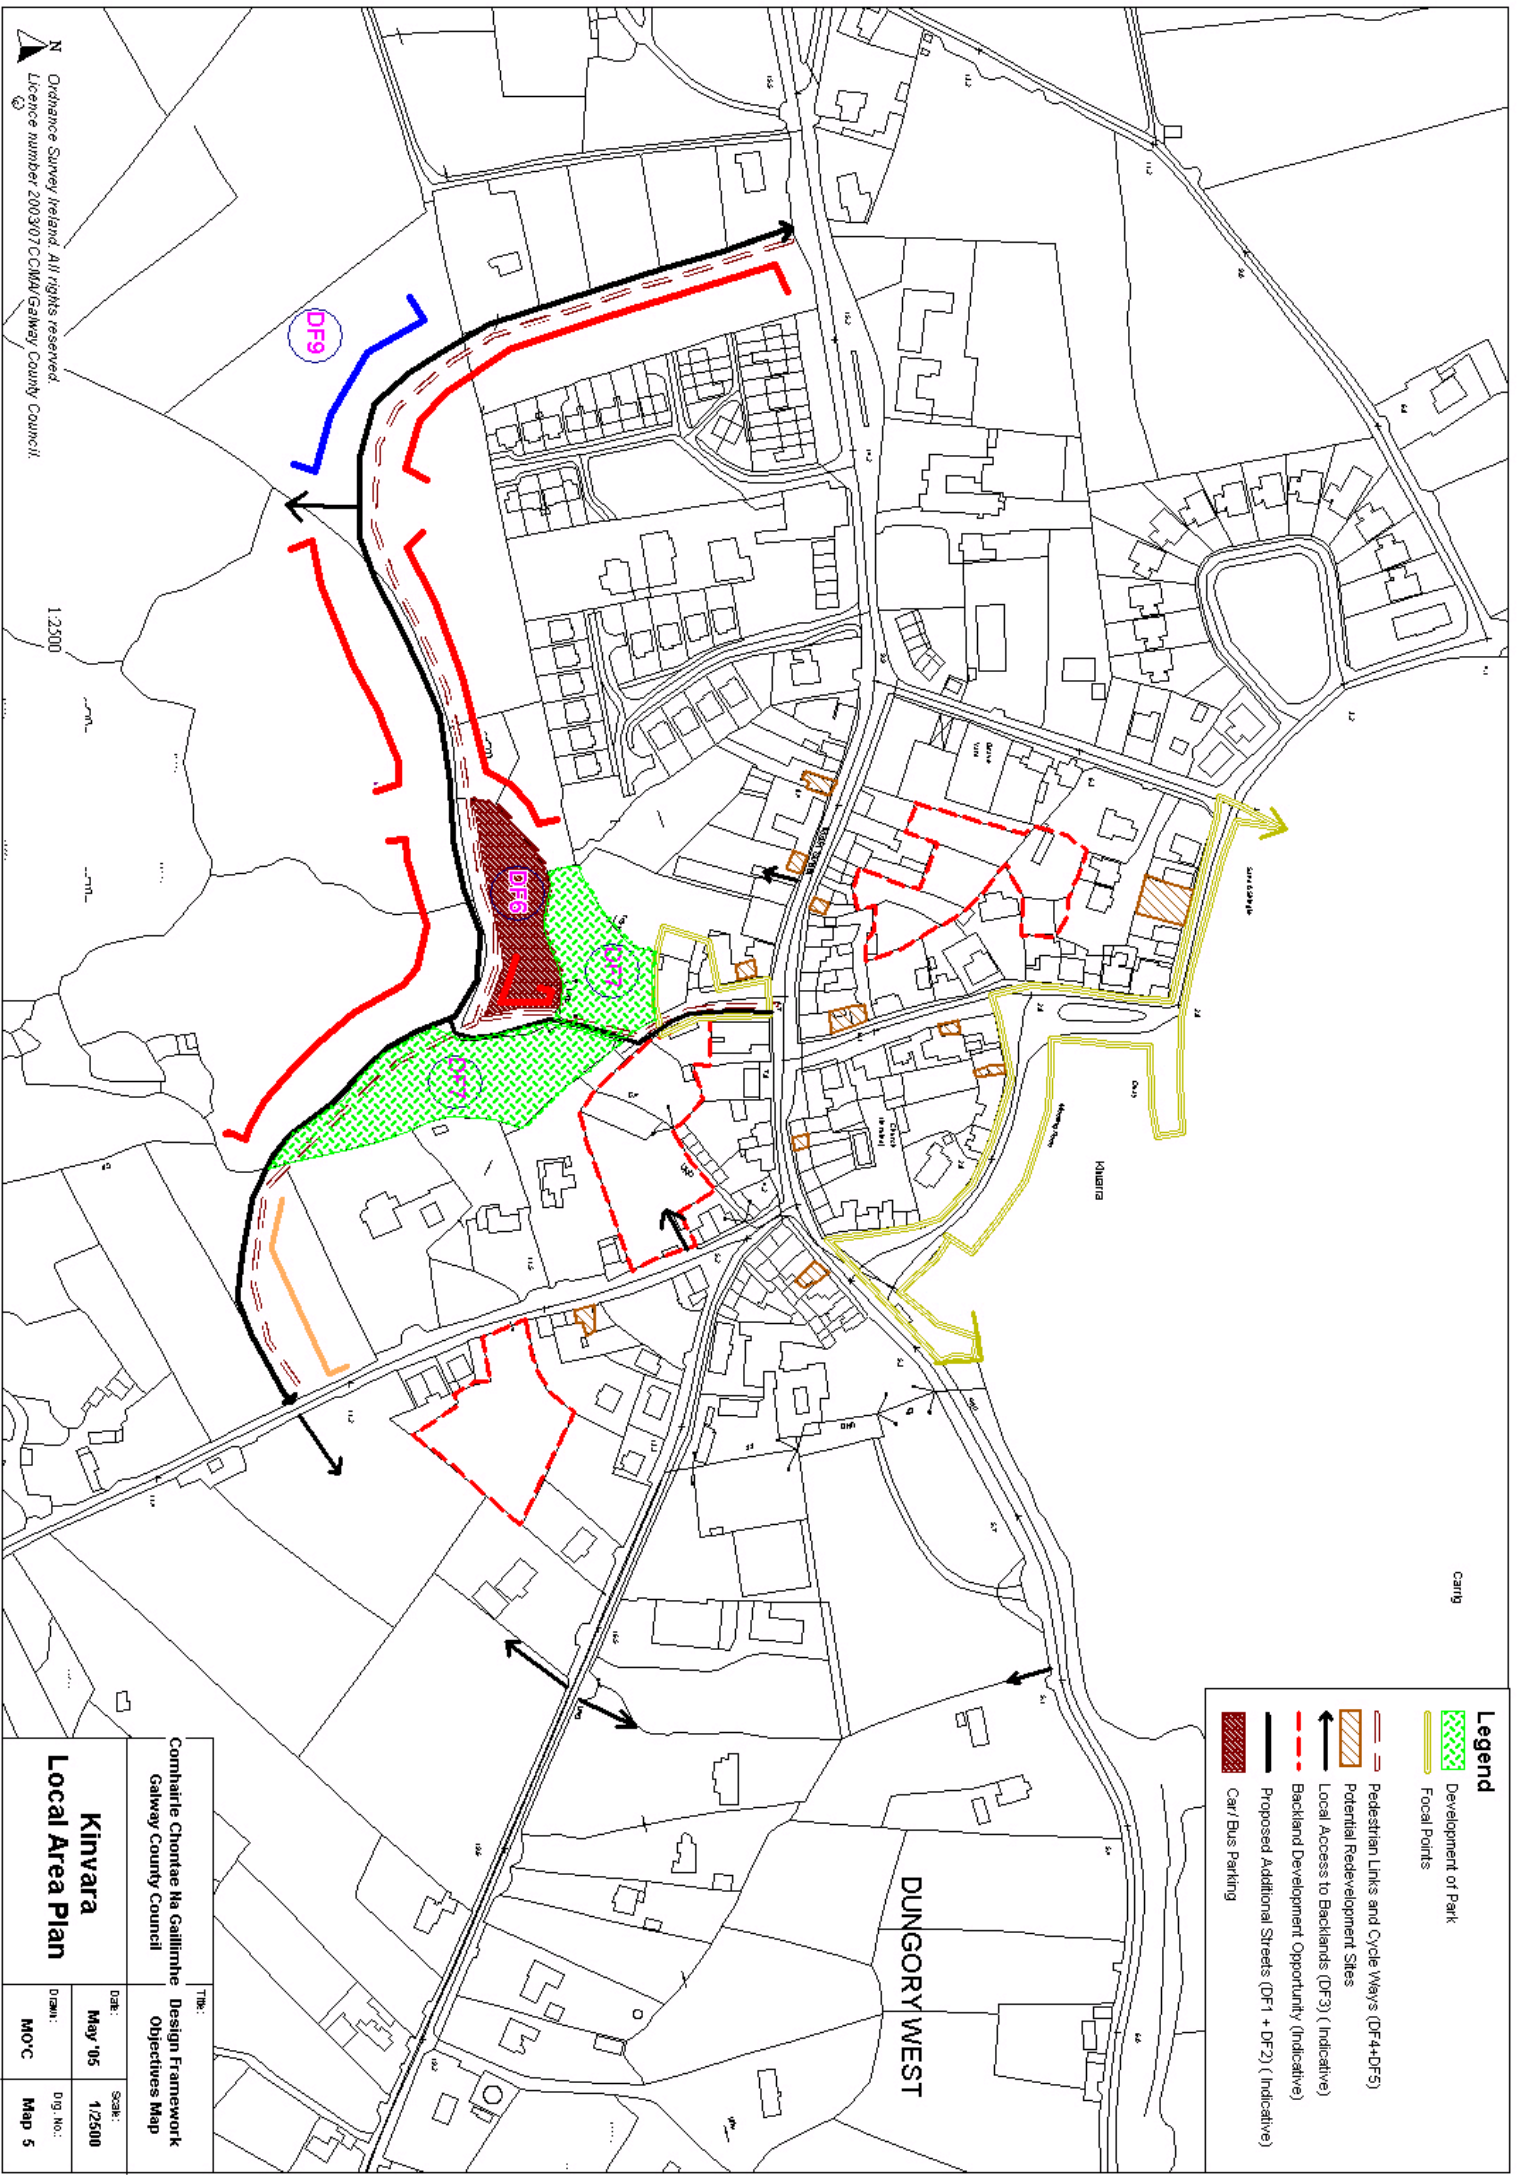 Legend
Development of Park
Focal Points
Pedestrian Links and Cycle Ways (DF4+DF5)
Potential Redevelopment Sites
Local Access to Backlands (DF3) ( Indicative)
Backland Development Opportunity (Indicative)
Proposed Additional Streets (DF1 + DF2) ( Indicative)
Car/ Bus Parking
Carrig
Kinvarra
Quay
DUNGORY WEST
DF9
DF6
DF7
DF7
N
Ordnance Survey Ireland. All rights reserved.
Licence number 2003/07CCMA/Galway County Council.
©
1:2500
Comhairle Chontae Na Gaillimhe
Galway County Council
Title:
Design Framework
Objectives Map
Kinvara
Local Area Plan
Date:
May '05
Scale:
1/2500
Drawn:
MO'C
Drg. No.:
Map 5